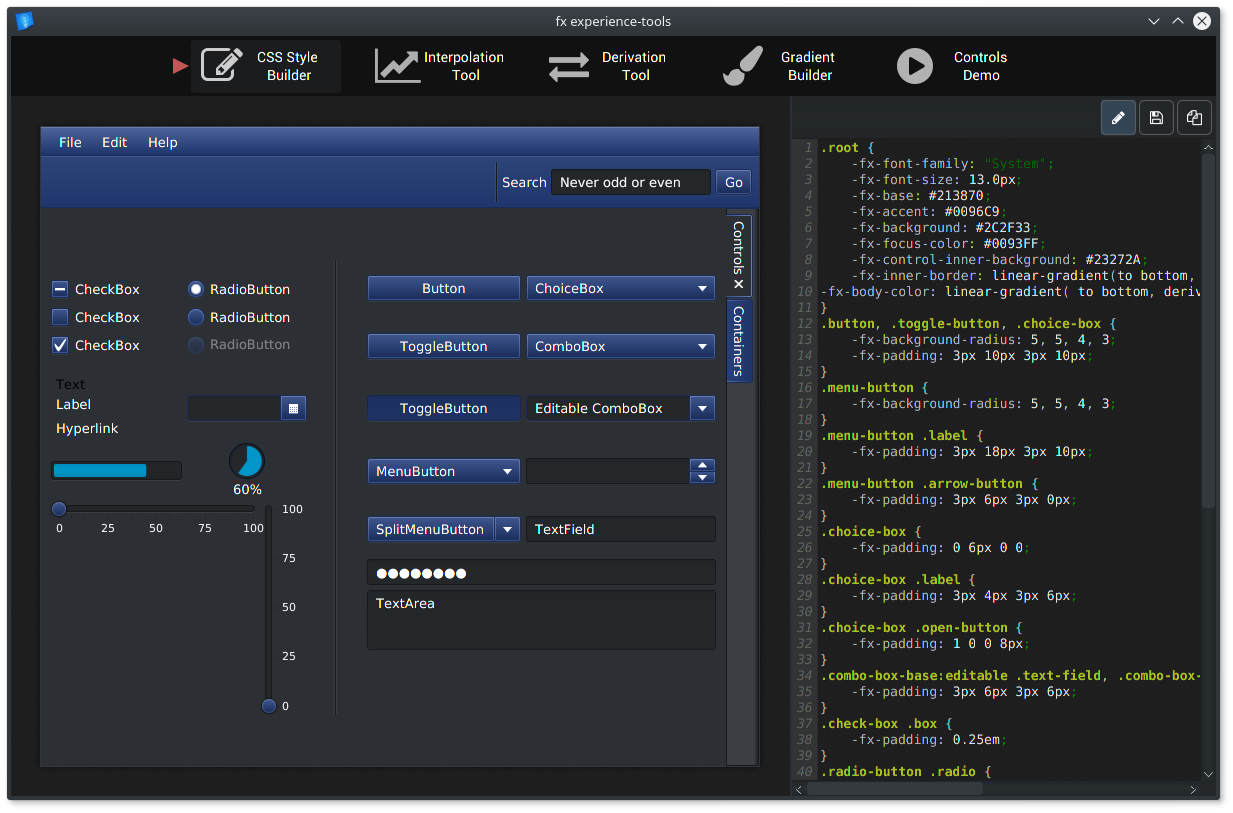 fx experience-tools
CSS Style
Builder
Interpolation
Tool
Derivation
Tool
Gradient
Builder
Controls
Demo
File Edit Help
Search Never odd or even Go
Controls
Containers
CheckBox RadioButton
CheckBox RadioButton
CheckBox RadioButton
Text
Label
Hyperlink
60%
0 25 50 75 100
100
75
50
25
0
Button ChoiceBox
ToggleButton ComboBox
ToggleButton Editable ComboBox
MenuButton
SplitMenuButton TextField
TextArea
1 .root {
2 -fx-font-family: "System";
3 -fx-font-size: 13.0px;
4 -fx-base: #213870;
5 -fx-accent: #0096C9;
6 -fx-background: #2C2F33;
7 -fx-focus-color: #0093FF;
8 -fx-control-inner-background: #23272A;
9 -fx-inner-border: linear-gradient(to bottom,
10 -fx-body-color: linear-gradient( to bottom, deriv
11 }
12 .button, .toggle-button, .choice-box {
13 -fx-background-radius: 5, 5, 4, 3;
14 -fx-padding: 3px 10px 3px 10px;
15 }
16 .menu-button {
17 -fx-background-radius: 5, 5, 4, 3;
18 }
19 .menu-button .label {
20 -fx-padding: 3px 18px 3px 10px;
21 }
22 .menu-button .arrow-button {
23 -fx-padding: 3px 6px 3px 0px;
24 }
25 .choice-box {
26 -fx-padding: 0 6px 0 0;
27 }
28 .choice-box .label {
29 -fx-padding: 3px 4px 3px 6px;
30 }
31 .choice-box .open-button {
32 -fx-padding: 1 0 0 8px;
33 }
34 .combo-box-base:editable .text-field, .combo-box-
35 -fx-padding: 3px 6px 3px 6px;
36 }
37 .check-box .box {
38 -fx-padding: 0.25em;
39 }
40 .radio-button .radio {